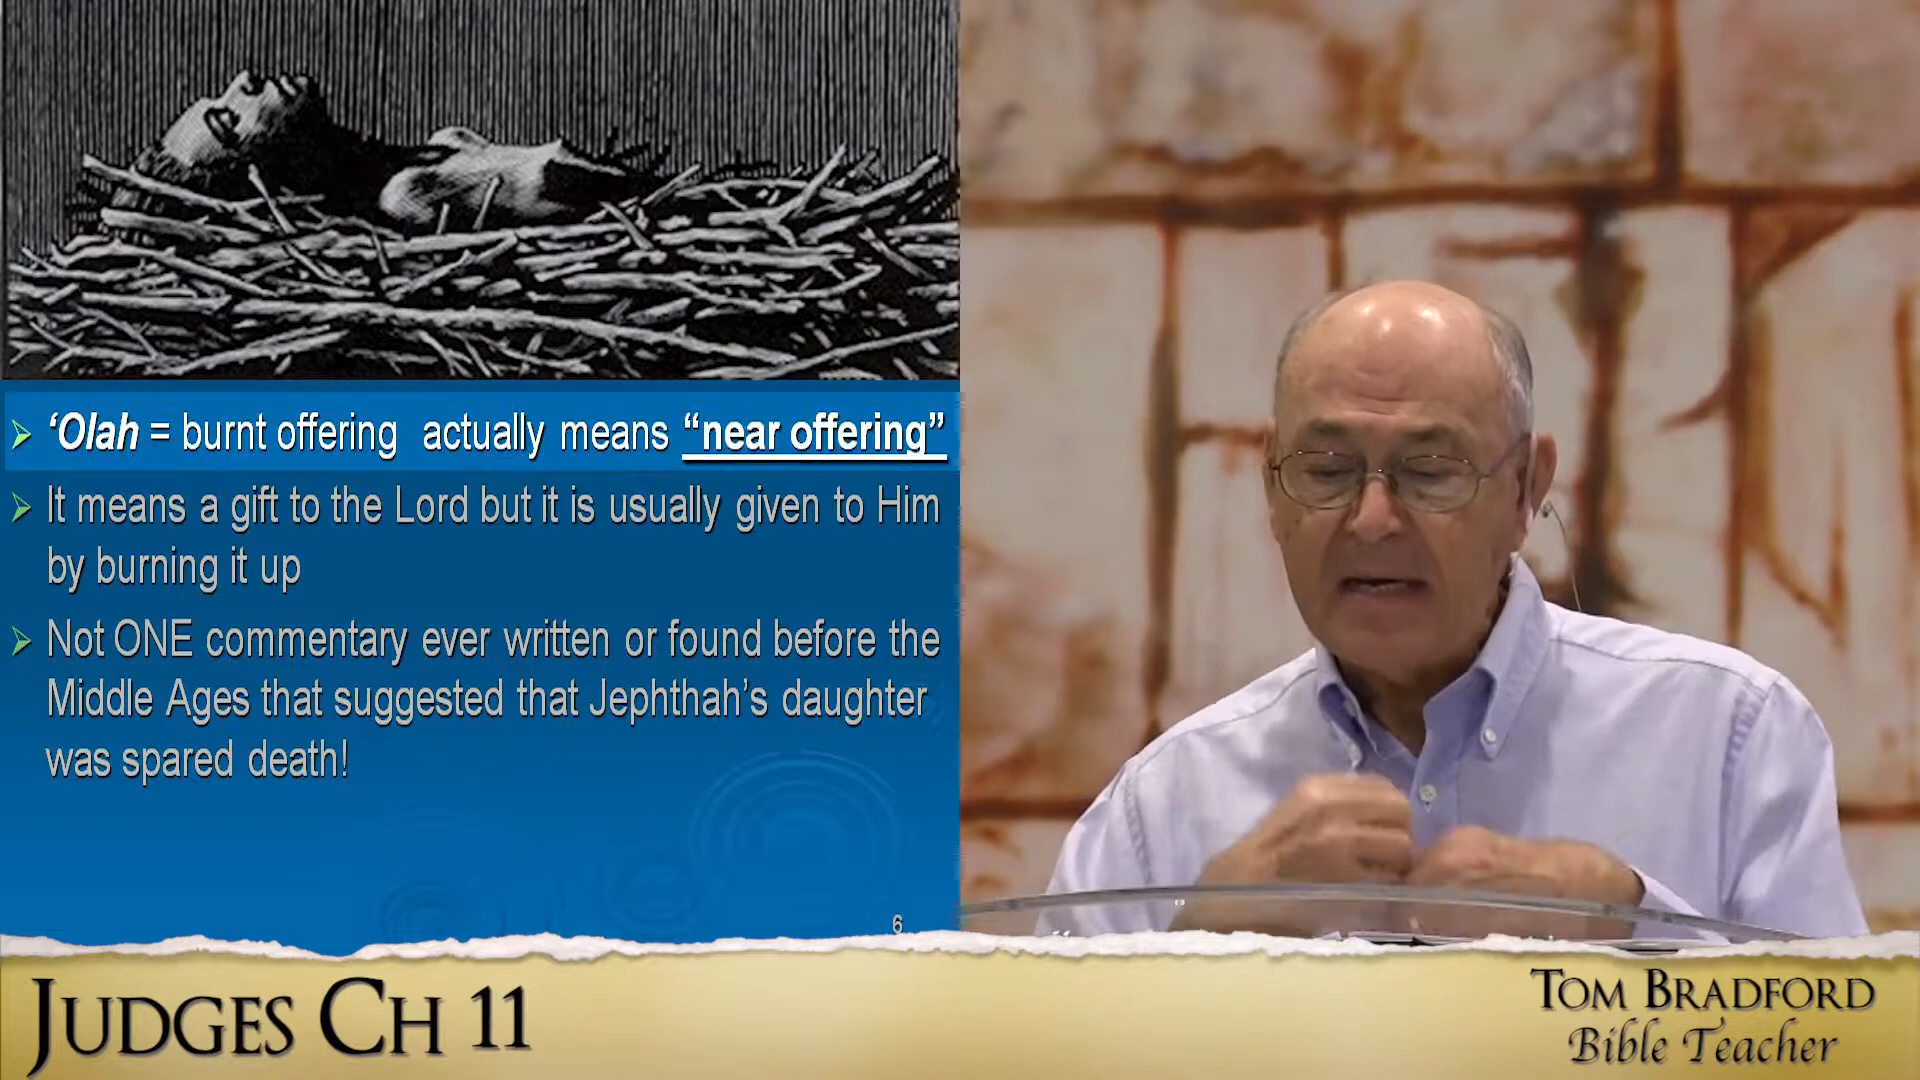 ‘Olah = burnt offering actually means “near offering”
It means a gift to the Lord but it is usually given to Him
by burning it up
Not ONE commentary ever written or found before the
Middle Ages that suggested that Jephthah’s daughter
was spared death!
6
Judges Ch 11
Tom Bradford
Bible Teacher